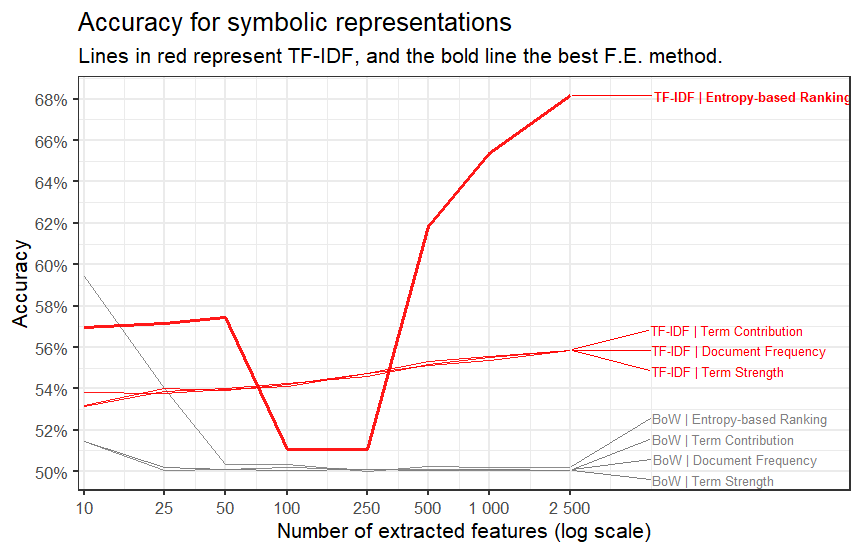 Accuracy for symbolic representations
Lines in red represent TF-IDF, and the bold line the best F.E. method.
Accuracy
68%
66%
64%
62%
60%
58%
56%
54%
52%
50%
TF-IDF | Entropy-based Ranking
TF-IDF | Term Contribution
TF-IDF | Document Frequency
TF-IDF | Term Strength
BoW | Entropy-based Ranking
BoW | Term Contribution
BoW | Document Frequency
BoW | Term Strength
10 25 50 100 250 500 1 000 2 500
Number of extracted features (log scale)